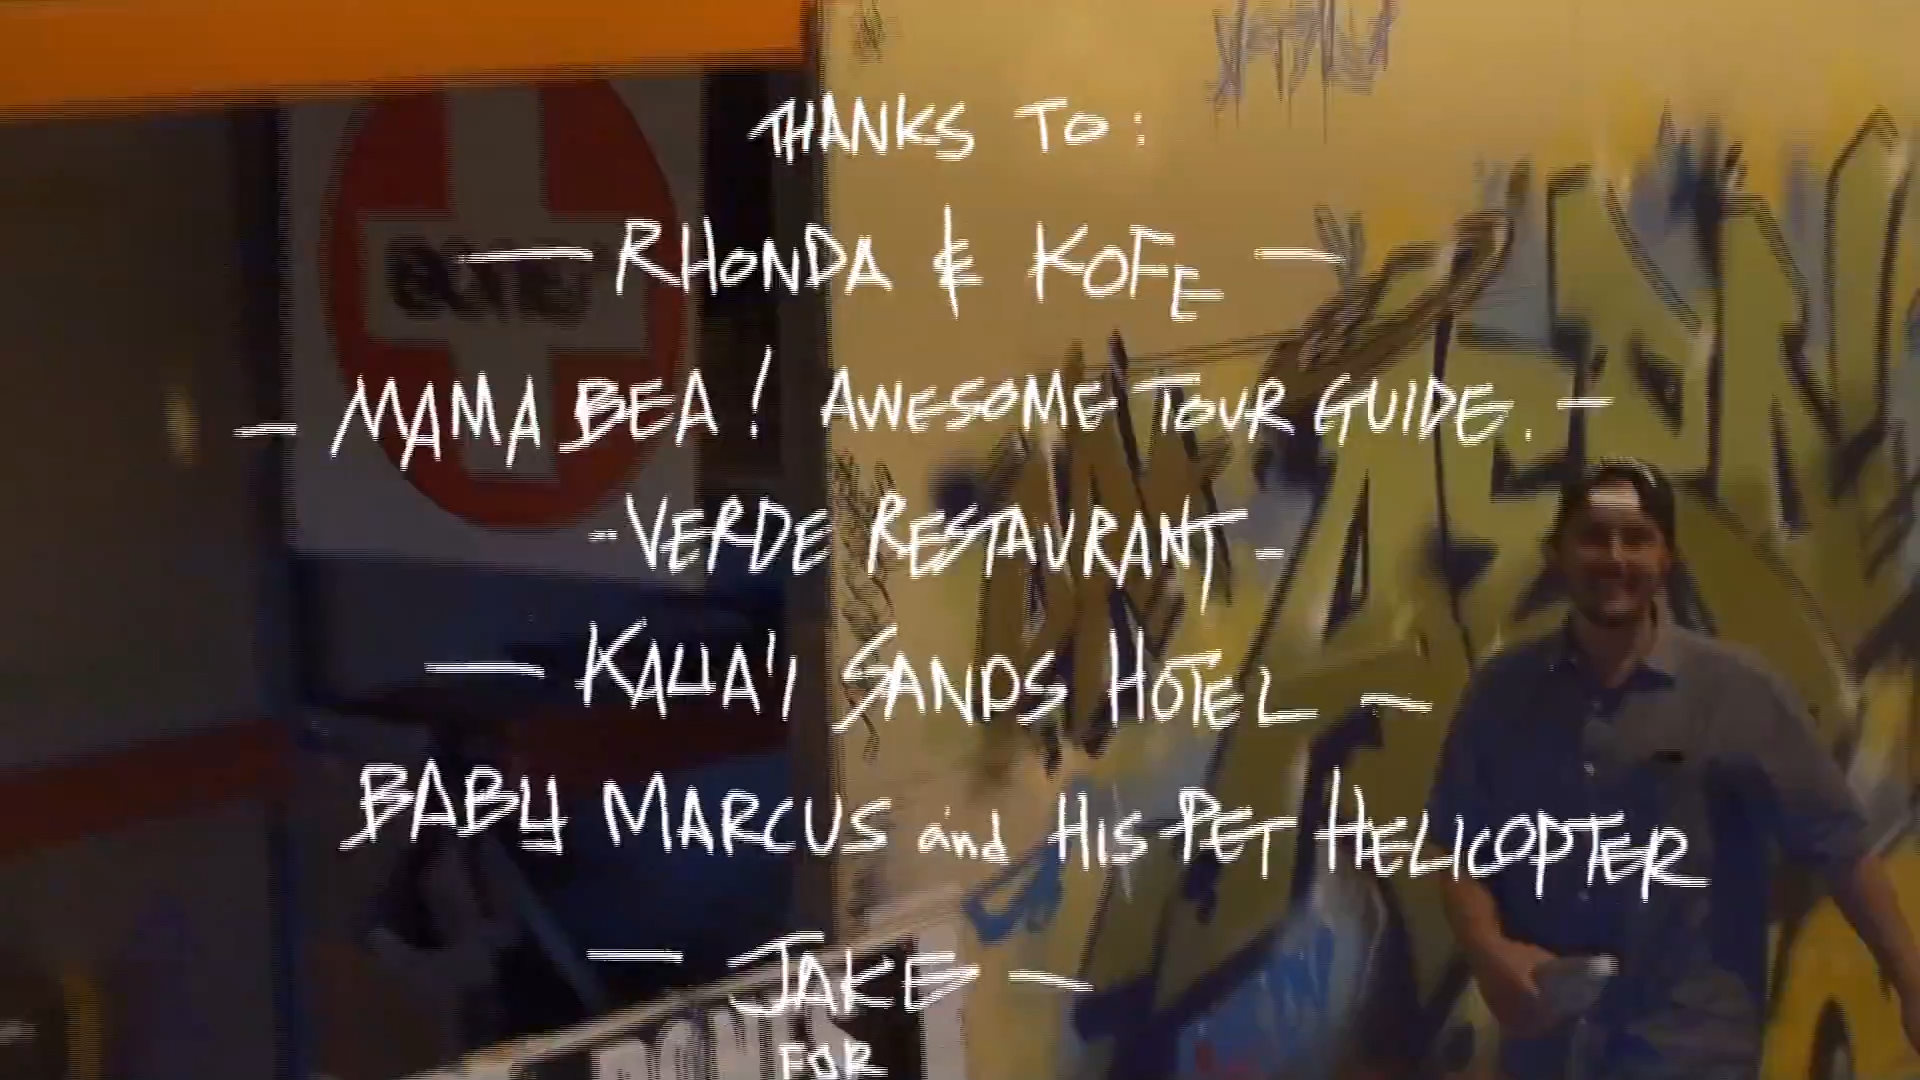 THANKS TO:
— RHONDA & KOFE —
- MAMA BEA! AWESOME TOUR GUIDE. -
- VERDE RESTAURANT -
— KAUA'I SANDS HOTEL —
BABY MARCUS and HIS PET HELICOPTER
— JAKE —
FOR
BONES